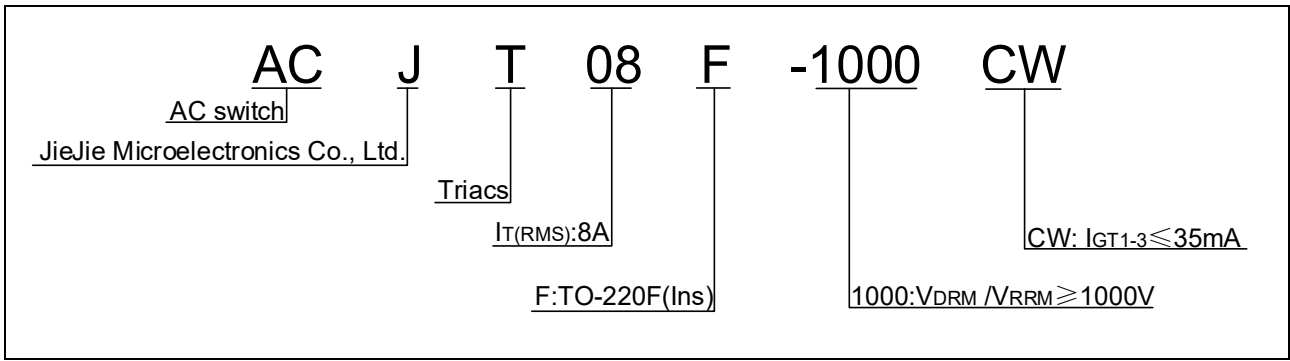 AC J T 08 F -1000 CW
AC switch
JieJie Microelectronics Co., Ltd.
Triacs
IT(RMS):8A
CW: IGT1-3≤35mA
F:TO-220F(Ins)
1000:VDRM /VRRM≥1000V